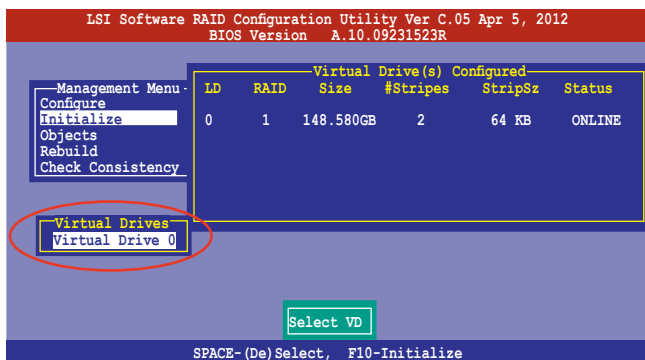 LSI Software RAID Configuration Utility Ver C.05 Apr 5, 2012
BIOS Version A.10.09231523R
Virtual Drive(s) Configured
LD RAID Size #Stripes StripSz Status
0 1 148.580GB 2 64 KB ONLINE
Management Menu
Configure
Initialize
Objects
Rebuild
Check Consistency
Virtual Drives
Virtual Drive 0
Select VD
SPACE-(De)Select, F10-Initialize